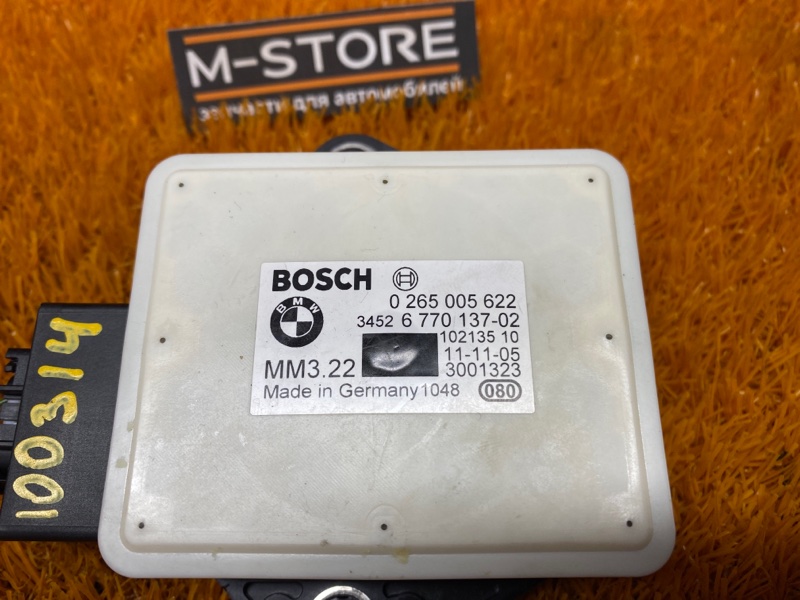 M-STORE
запчасти для автомобилей
BOSCH
BMW
0 265 005 622
3452 6 770 137-02
102135 10
11-11-05
MM3.22 3001323
Made in Germany 1048 080
100314